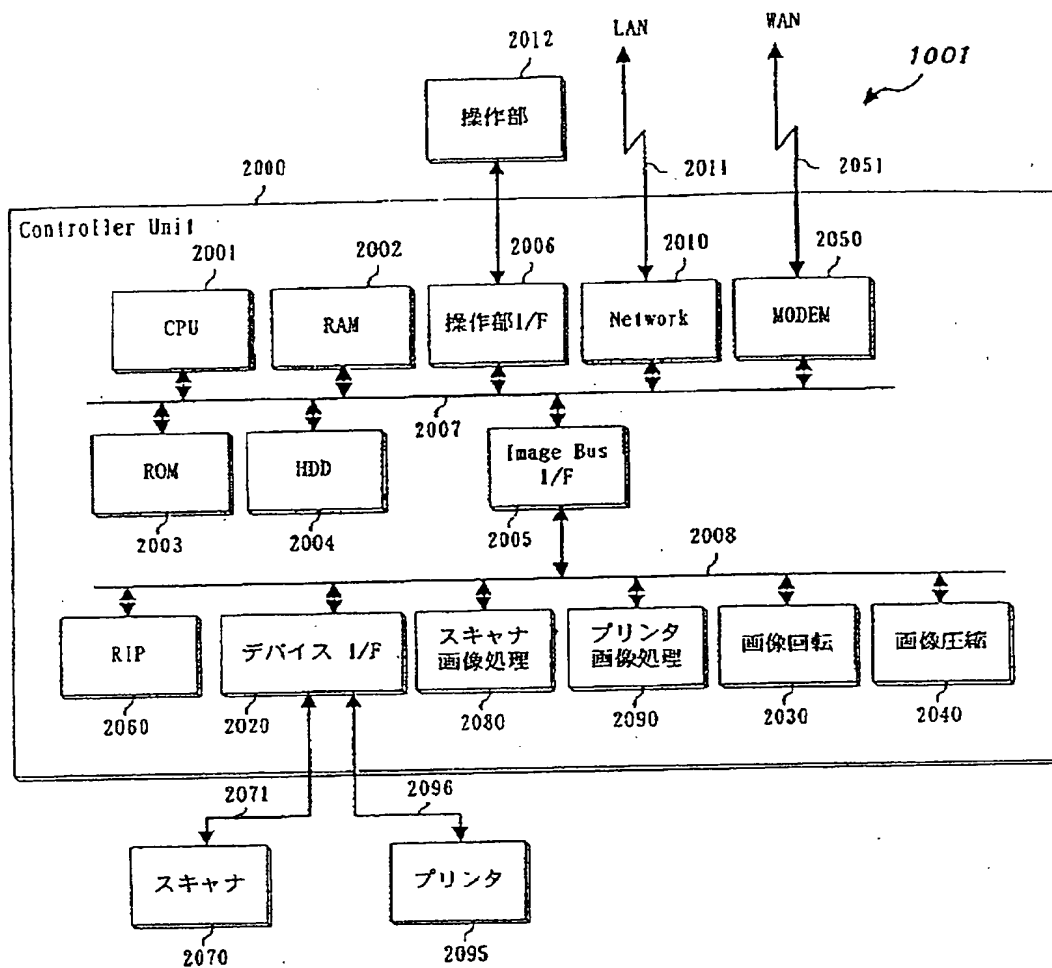 LAN
WAN
1001
2012
操作部
2011
2051
2000
Controller Unit
2001
2002
2006
2010
2050
CPU
RAM
操作部I/F
Network
MODEM
2007
ROM
HDD
Image Bus
I/F
2003
2004
2005
2008
RIP
デバイス I/F
スキャナ
画像処理
プリンタ
画像処理
画像回転
画像圧縮
2060
2020
2080
2090
2030
2040
2071
2096
スキャナ
プリンタ
2070
2095